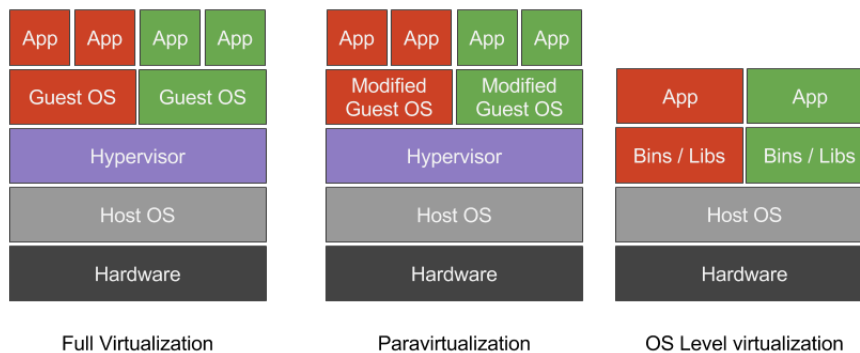 App App App App
Guest OS Guest OS
Hypervisor
Host OS
Hardware
Full Virtualization
App App App App
Modified
Guest OS
Modified
Guest OS
Hypervisor
Host OS
Hardware
Paravirtualization
App App
Bins / Libs Bins / Libs
Host OS
Hardware
OS Level virtualization